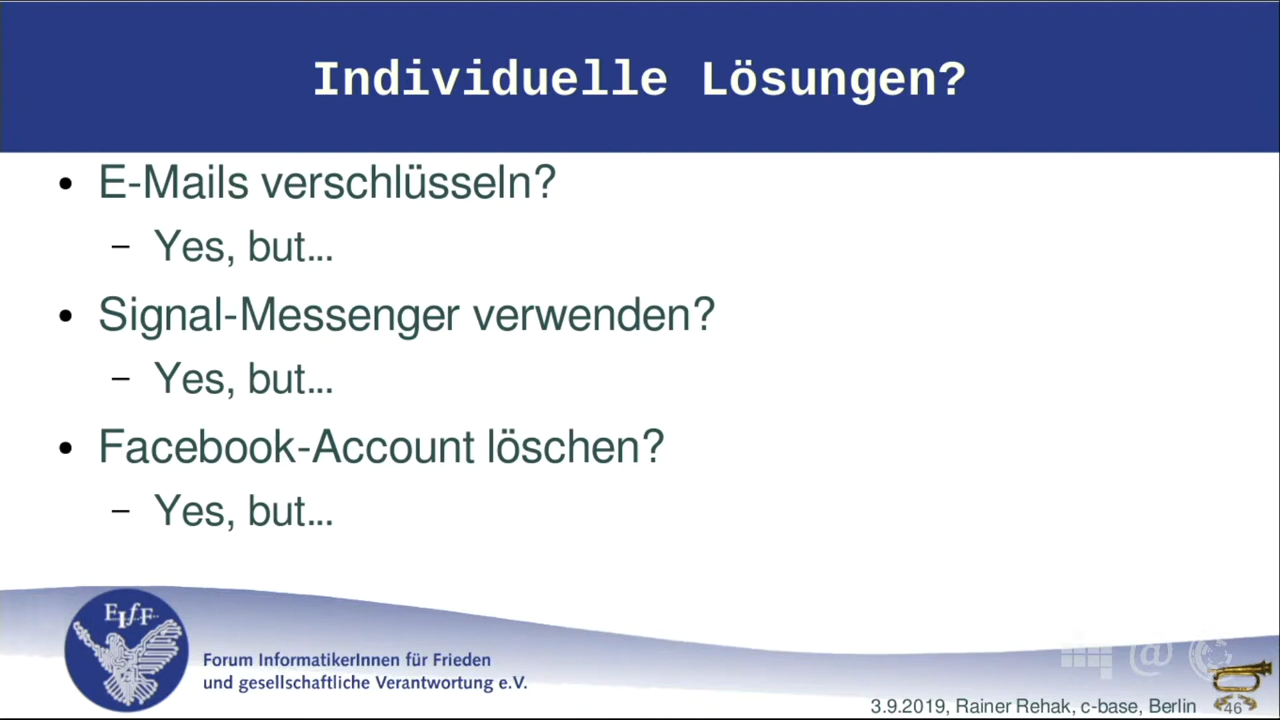 Individuelle Lösungen?
• E-Mails verschlüsseln?
– Yes, but...
• Signal-Messenger verwenden?
– Yes, but...
• Facebook-Account löschen?
– Yes, but...
FIfF e.V.
Forum InformatikerInnen für Frieden
und gesellschaftliche Verantwortung e.V.
@
3.9.2019, Rainer Rehak, c-base, Berlin
46